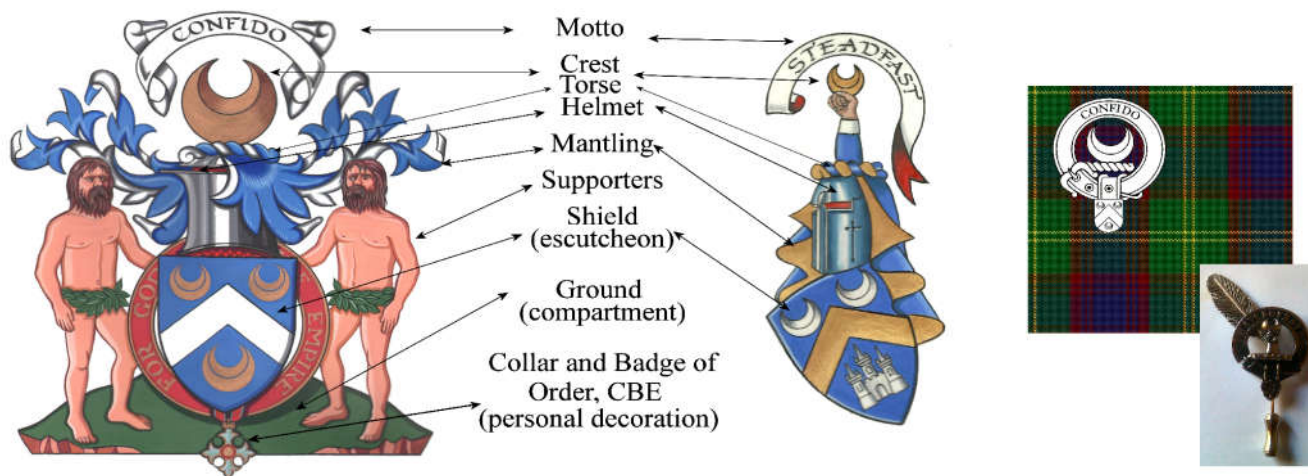 CONFIDO
Motto
STEADFAST
Crest
Torse
Helmet
Mantling
Supporters
Shield
(escutcheon)
Ground
(compartment)
Collar and Badge of
Order, CBE
(personal decoration)
FOR GOD
EMPIRE
CONFIDO